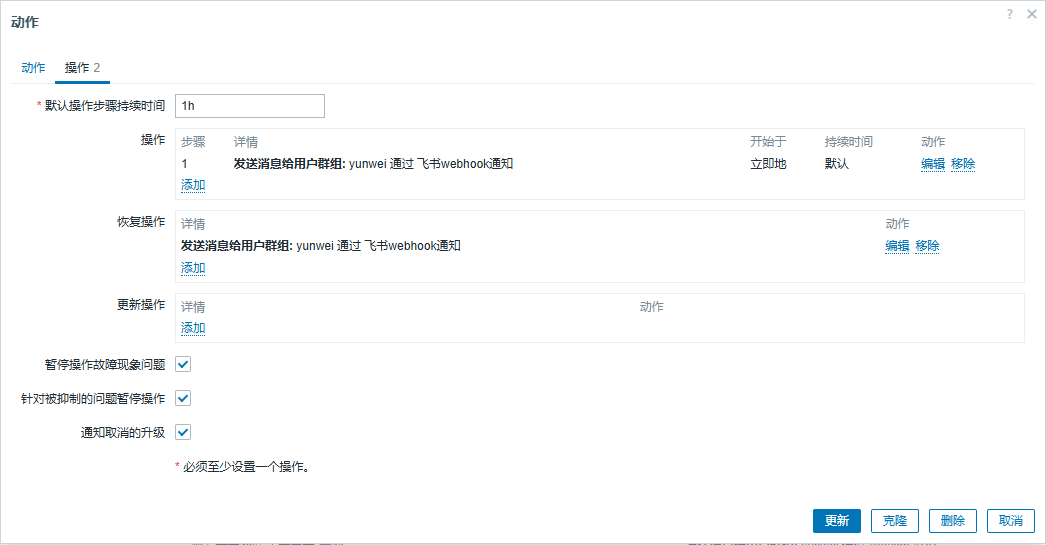 动作
?
动作 操作 2
* 默认操作步骤持续时间 1h
操作 步骤 详情 开始于 持续时间 动作
1 发送消息给用户群组: yunwei 通过 飞书webhook通知 立即地 默认 编辑 移除
添加
恢复操作 详情 动作
发送消息给用户群组: yunwei 通过 飞书webhook通知 编辑 移除
添加
更新操作 详情 动作
添加
暂停操作故障现象问题
针对被抑制的问题暂停操作
通知取消的升级
* 必须至少设置一个操作。
更新 克隆 删除 取消